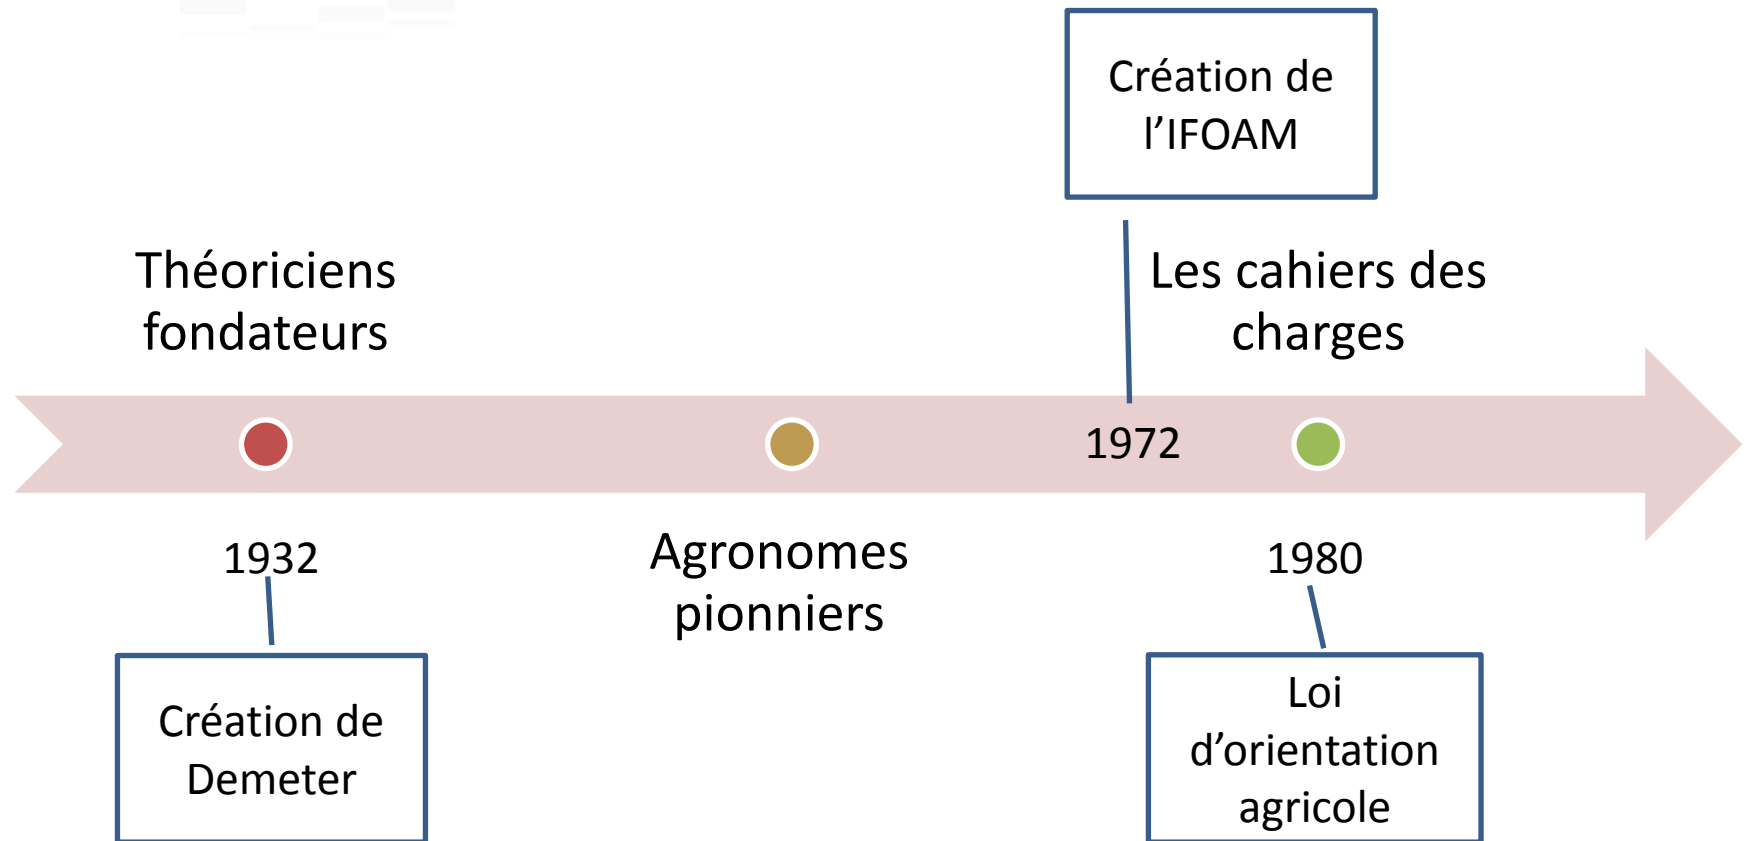 Création de
l’IFOAM
Théoriciens
fondateurs
Les cahiers des
charges
1972
1932
Agronomes
pionniers
1980
Création de
Demeter
Loi
d’orientation
agricole